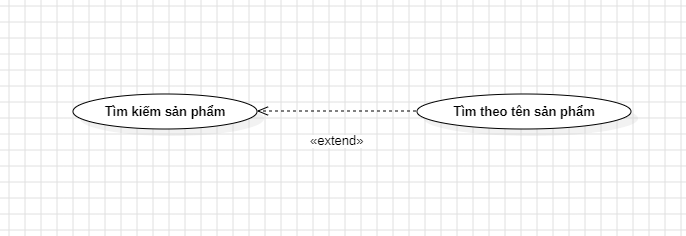 Tìm kiếm sản phẩm
Tìm theo tên sản phẩm
«extend»